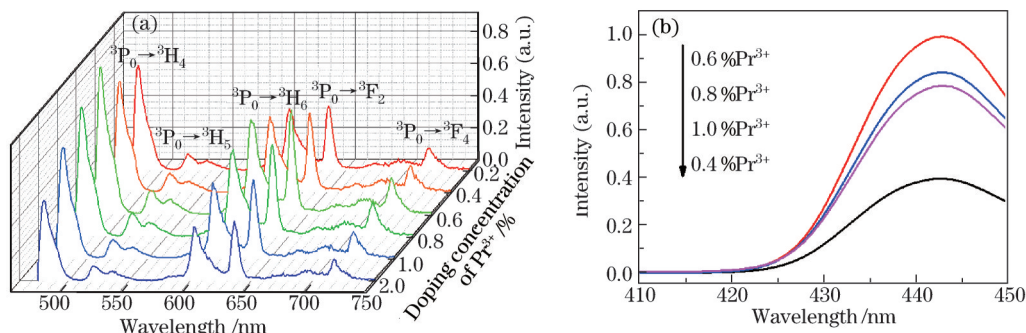 (a)
³P₀→³H₄
³P₀→³H₅
³P₀→³H₆
³P₀→³F₂
³P₀→³F₄
0.8
0.6
0.4
0.2
0.0
Intensity (a.u.)
0.2
0.4
0.6
0.8
1.0
2.0
Doping concentration
of Pr³⁺/%
500 550 600 650 700 750
Wavelength /nm
(b)
0.6 %Pr³⁺
0.8 %Pr³⁺
1.0 %Pr³⁺
0.4 %Pr³⁺
1.0
0.8
0.6
0.4
0.2
0.0
Intensity (a.u.)
410 420 430 440 450
Wavelength /nm